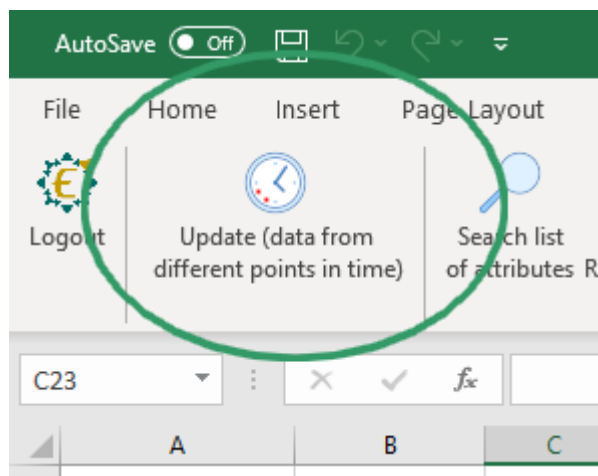 AutoSave Off
File Home Insert Page Layout
Logout
Update (data from
different points in time)
Search list
of attributes R
C23 fx
A B C